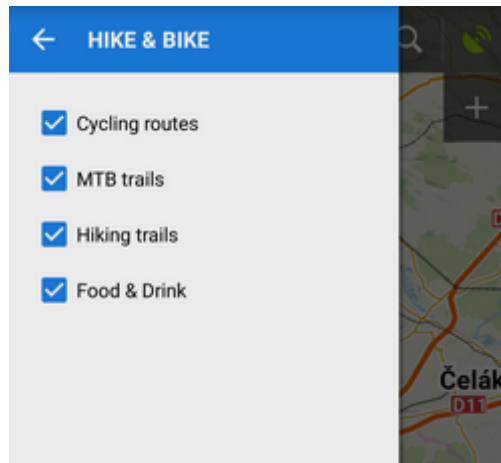 HIKE & BIKE
Cycling routes
MTB trails
Hiking trails
Food & Drink
Čelák
D11